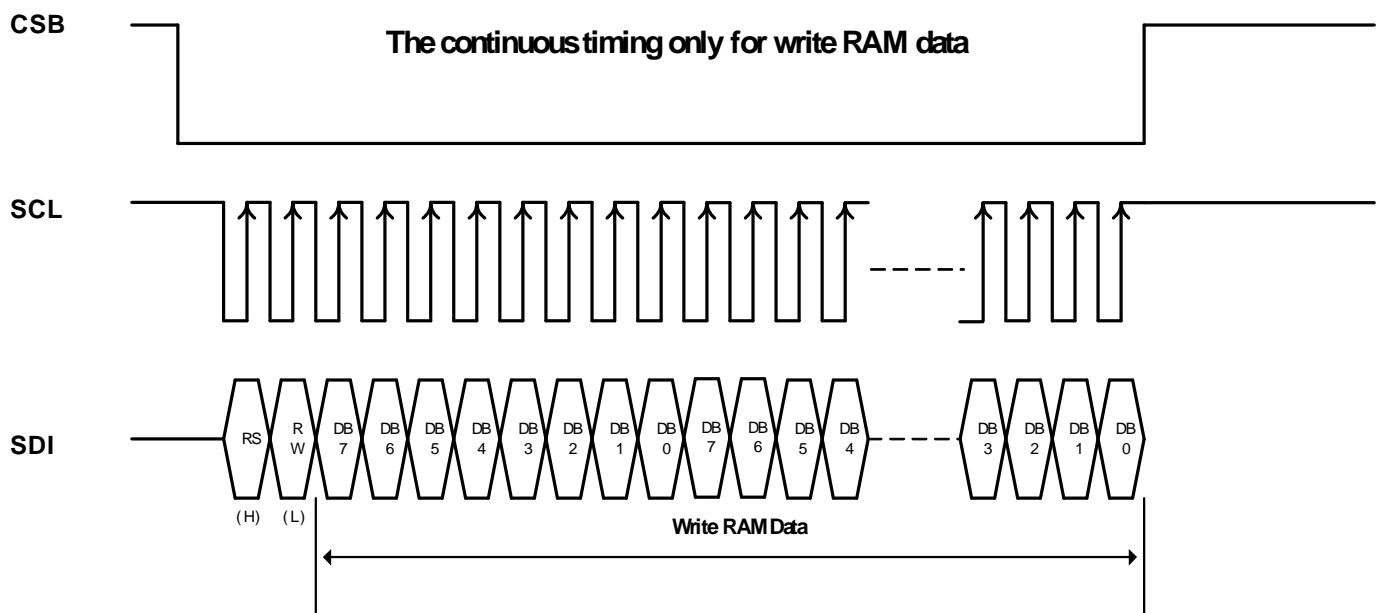 CSB
The continuous timing only for write RAM data
SCL
SDI
RS
R
W
DB
7
DB
6
DB
5
DB
4
DB
3
DB
2
DB
1
DB
0
DB
7
DB
6
DB
5
DB
4
DB
3
DB
2
DB
1
DB
0
(H)
(L)
Write RAM Data